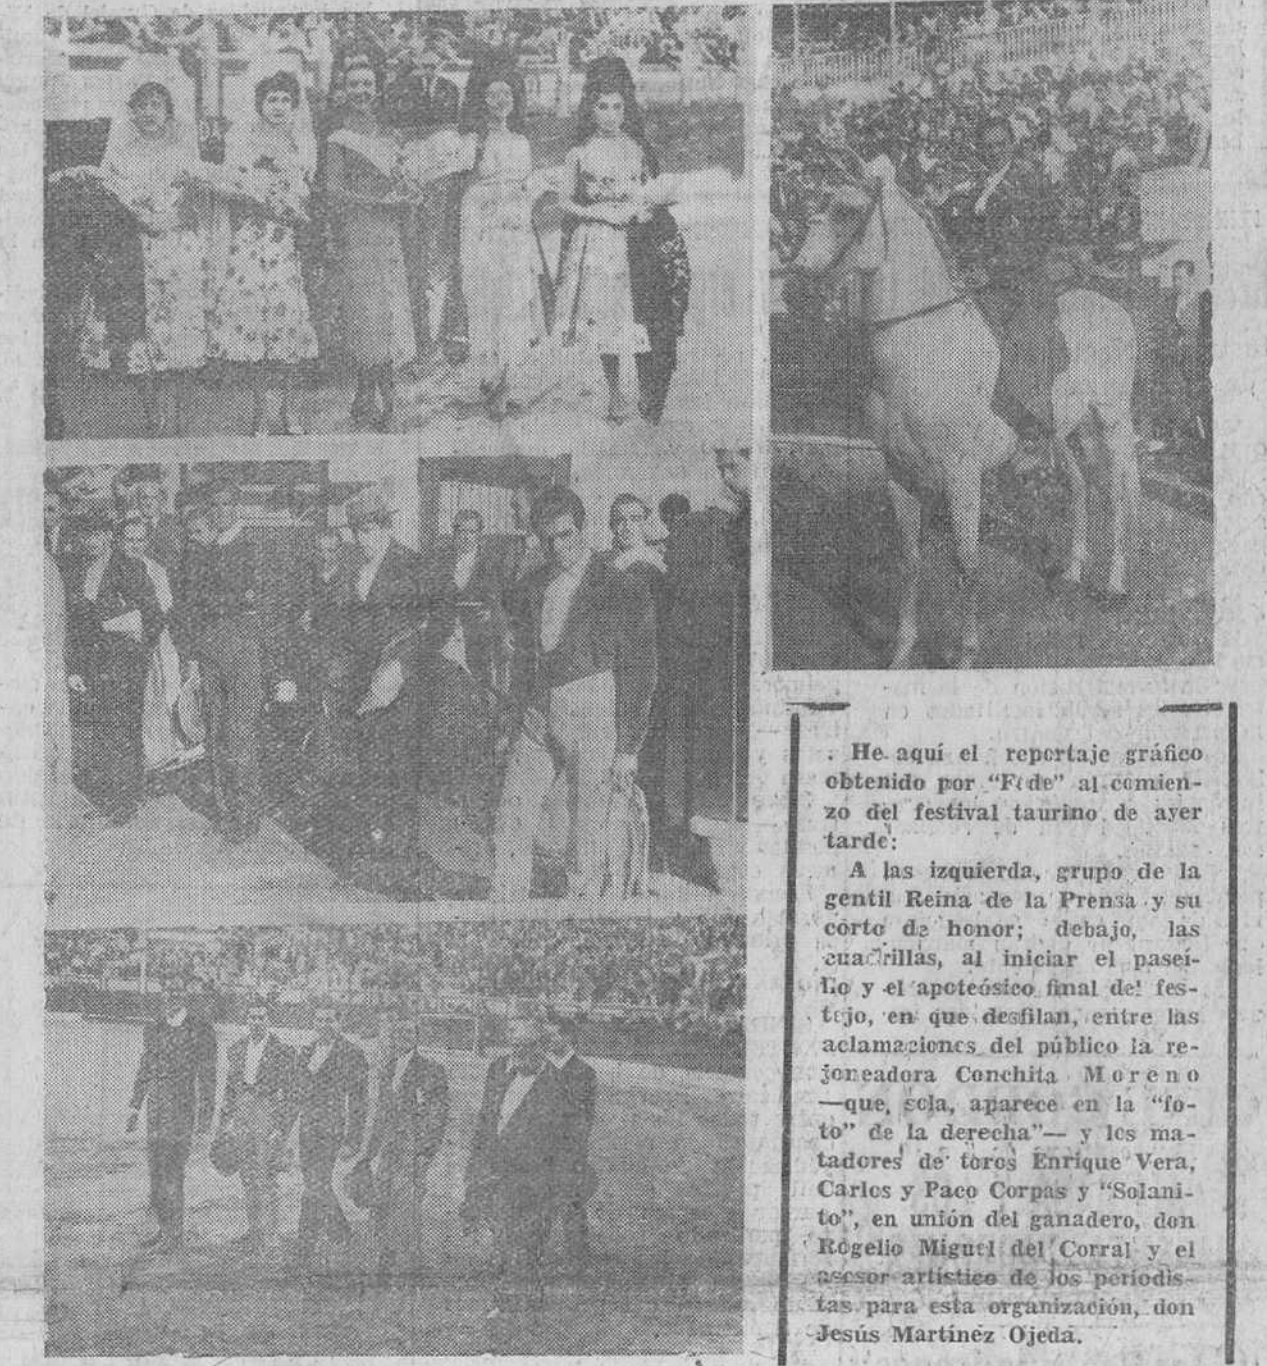 He aquí el reportaje gráfico
obtenido por "Fede" al comien-
zo del festival taurino de ayer
tarde:
A las izquierda, grupo de la
gentil Reina de la Prensa y su
corte de honor; debajo, las
cuadrillas, al iniciar el paseí-
llo y el apoteósico final del fes-
tejo, en que desfilan, entre las
aclamaciones del público la re-
joneadora Conchita Moreno
—que, sola, aparece en la "fo-
to" de la derecha"— y los ma-
tadores de toros Enrique Vera,
Carlos y Paco Corpas y "Solani-
to", en unión del ganadero, don
Rogelio Miguel del Corral y el
asesor artístico de los periodis-
tas para esta organización, don
Jesús Martínez Ojeda.